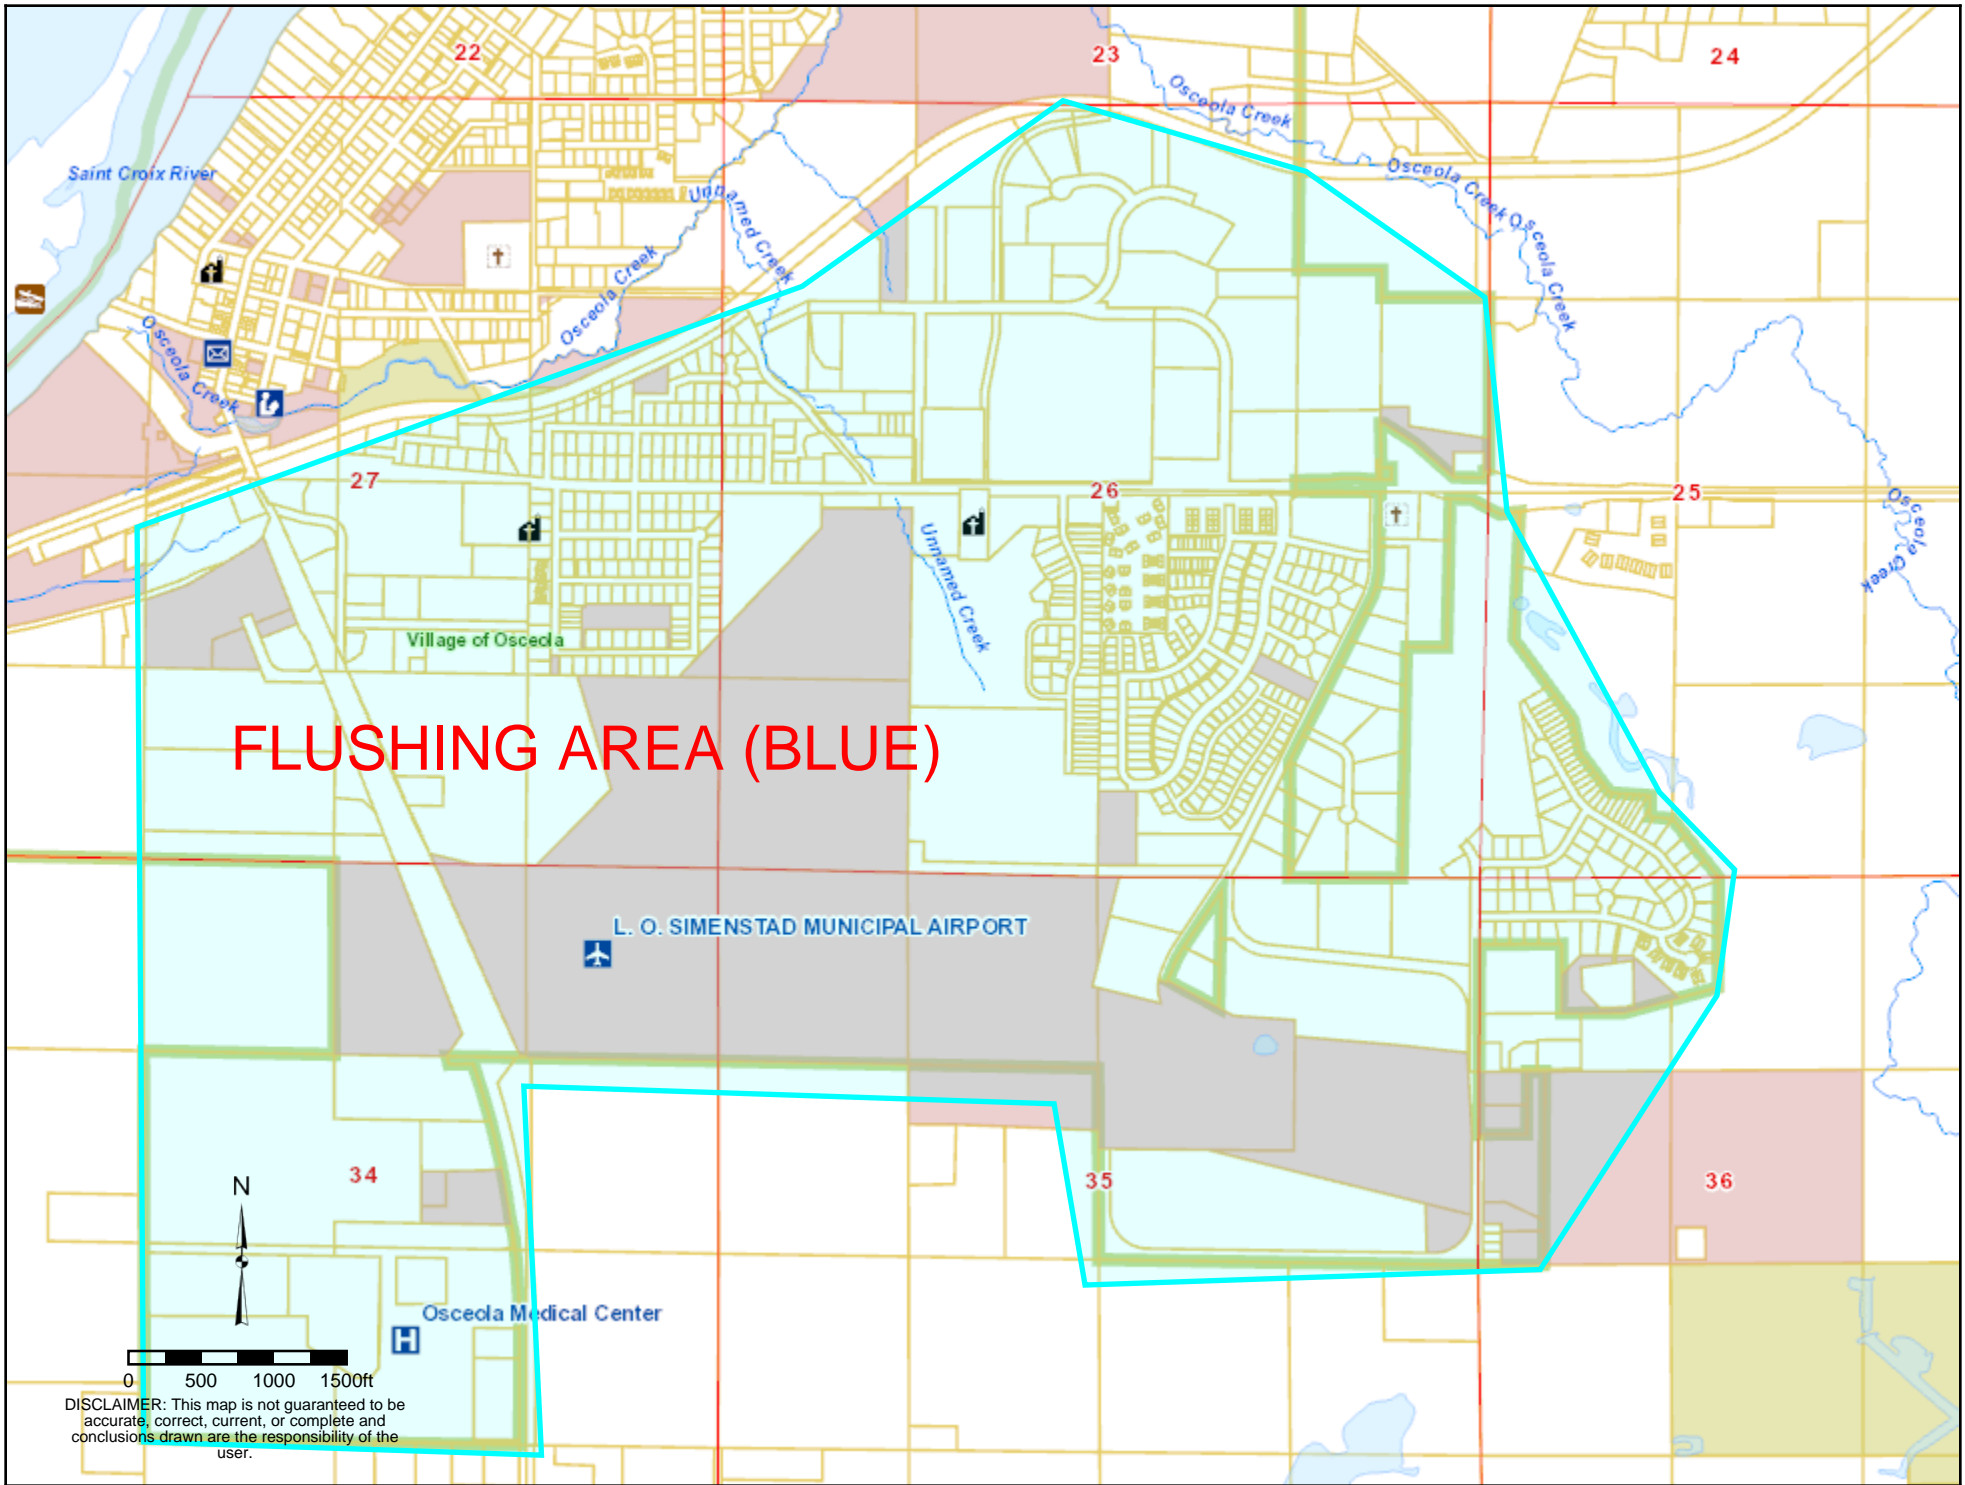 22
23
24
Osceola Creek
Saint Croix River
Unnamed Creek
Osceola Creek
Osceola Creek
Osceola Creek
Osceola Creek
Osceola Creek
27
26
25
Osceola Creek
Unnamed Creek
Village of Osceola
FLUSHING AREA (BLUE)
L. O. SIMENSTAD MUNICIPAL AIRPORT
34
35
36
N
Osceola Medical Center
H
0 500 1000 1500ft
DISCLAIMER: This map is not guaranteed to be
accurate, correct, current, or complete and
conclusions drawn are the responsibility of the
user.